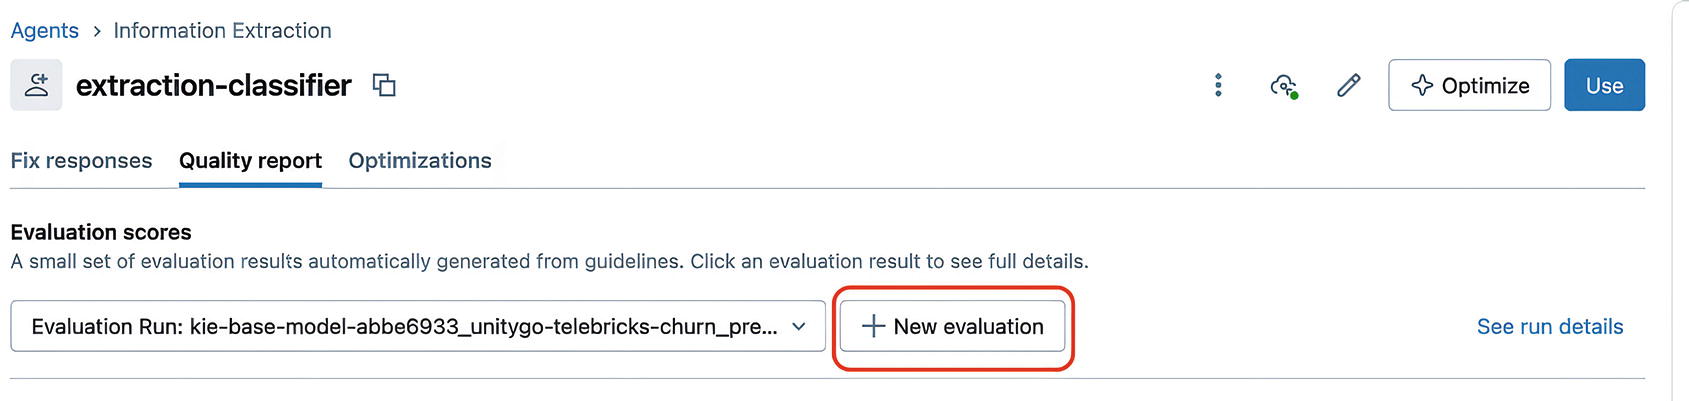 Agents › Information Extraction
extraction-classifier
Optimize
Use
Fix responses
Quality report
Optimizations
Evaluation scores
A small set of evaluation results automatically generated from guidelines. Click an evaluation result to see full details.
Evaluation Run: kie-base-model-abbe6933_unitygo-telebricks-churn_pre...
New evaluation
See run details